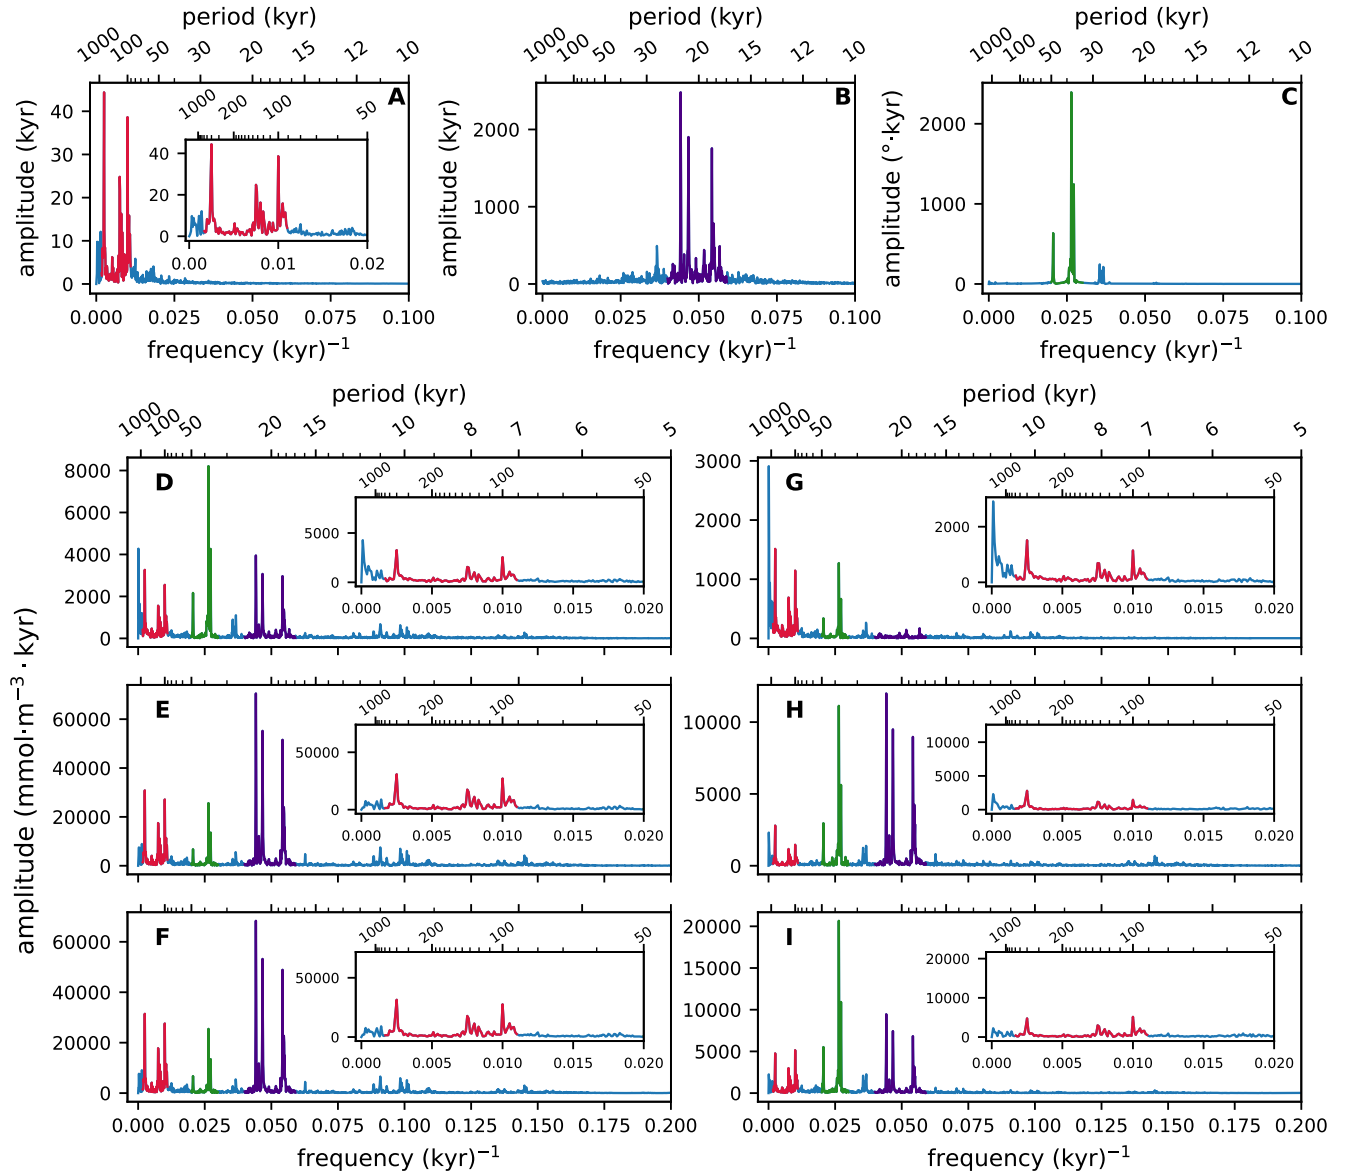 period (kyr) period (kyr) period (kyr)
1000 100 50 30 20 15 12 10 1000 100 50 30 20 15 12 10 1000 100 50 30 20 15 12 10
A B C
amplitude (kyr)
40
30
20
10
0
1000 200 100 50
40
20
0
0.00 0.01 0.02
0.000 0.025 0.050 0.075 0.100
frequency (kyr)⁻¹
amplitude (kyr)
2000
1000
0
0.000 0.025 0.050 0.075 0.100
frequency (kyr)⁻¹
amplitude (°·kyr)
2000
1000
0
0.000 0.025 0.050 0.075 0.100
frequency (kyr)⁻¹
period (kyr) period (kyr)
1000 100 50 20 15 10 8 7 6 5 1000 100 50 20 15 10 8 7 6 5
amplitude (mmol·m⁻³ · kyr)
D
8000
6000
4000
2000
0
1000 200 100 50
5000
0
0.000 0.005 0.010 0.015 0.020
G
3000
2000
1000
0
1000 200 100 50
2000
0
0.000 0.005 0.010 0.015 0.020
E
60000
40000
20000
0
1000 200 100 50
50000
0
0.000 0.005 0.010 0.015 0.020
H
10000
5000
0
1000 200 100 50
10000
5000
0
0.000 0.005 0.010 0.015 0.020
F
60000
40000
20000
0
1000 200 100 50
50000
0
0.000 0.005 0.010 0.015 0.020
I
20000
15000
10000
5000
0
1000 200 100 50
20000
10000
0
0.000 0.005 0.010 0.015 0.020
0.000 0.025 0.050 0.075 0.100 0.125 0.150 0.175 0.200 0.000 0.025 0.050 0.075 0.100 0.125 0.150 0.175 0.200
frequency (kyr)⁻¹ frequency (kyr)⁻¹